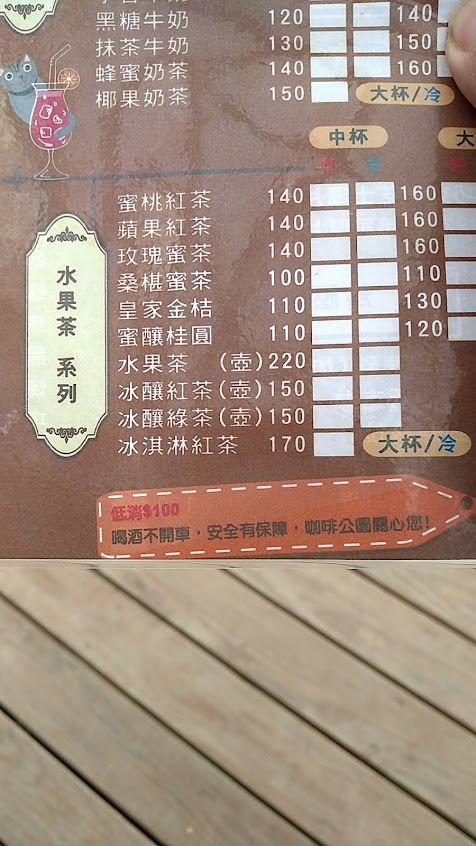 黑糖牛奶 120 140
抹茶牛奶 130 150
蜂蜜奶茶 140 160
椰果奶茶 150 大杯/冷
中杯 大
熱 冷
水果茶 系列
蜜桃紅茶 140 160
蘋果紅茶 140 160
玫瑰蜜茶 140 160
桑椹蜜茶 100 110
皇家金桔 110 130
蜜釀桂圓 110 120
水果茶 (壺)220
冰釀紅茶(壺)150
冰釀綠茶(壺)150
冰淇淋紅茶 170 大杯/冷
低消$100
喝酒不開車，安全有保障，咖啡公園關心您!